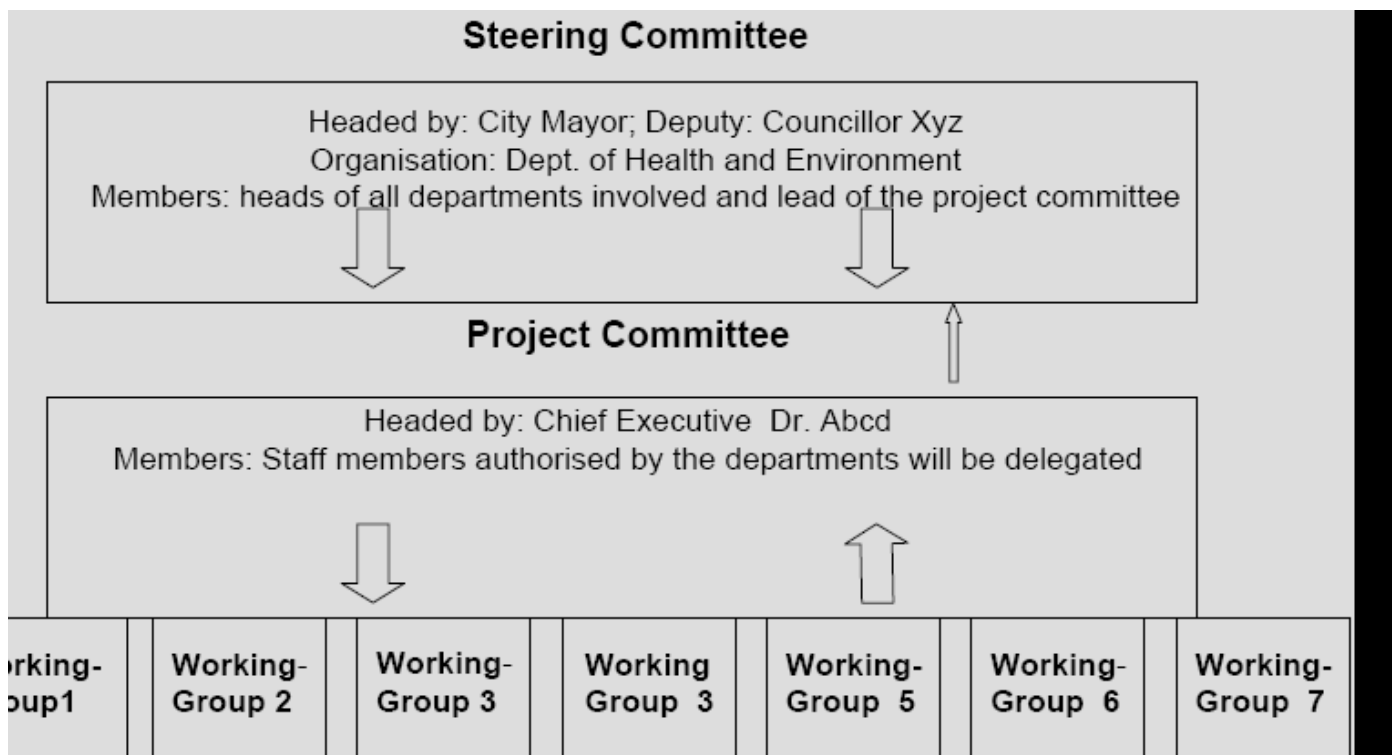 Steering Committee
Headed by: City Mayor; Deputy: Councillor Xyz
Organisation: Dept. of Health and Environment
Members: heads of all departments involved and lead of the project committee
Project Committee
Headed by: Chief Executive Dr. Abcd
Members: Staff members authorised by the departments will be delegated
rking-
oup1
Working-
Group 2
Working-
Group 3
Working
Group 3
Working-
Group 5
Working-
Group 6
Working-
Group 7